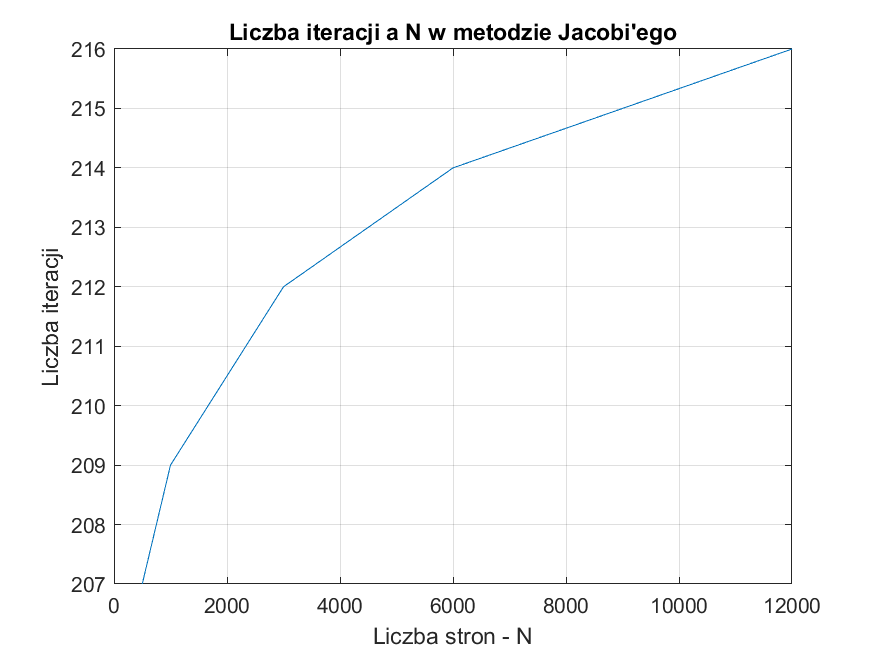 Liczba iteracji a N w metodzie Jacobi'ego
216
215
214
213
212
211
210
209
208
207
Liczba iteracji
0 2000 4000 6000 8000 10000 12000
Liczba stron - N